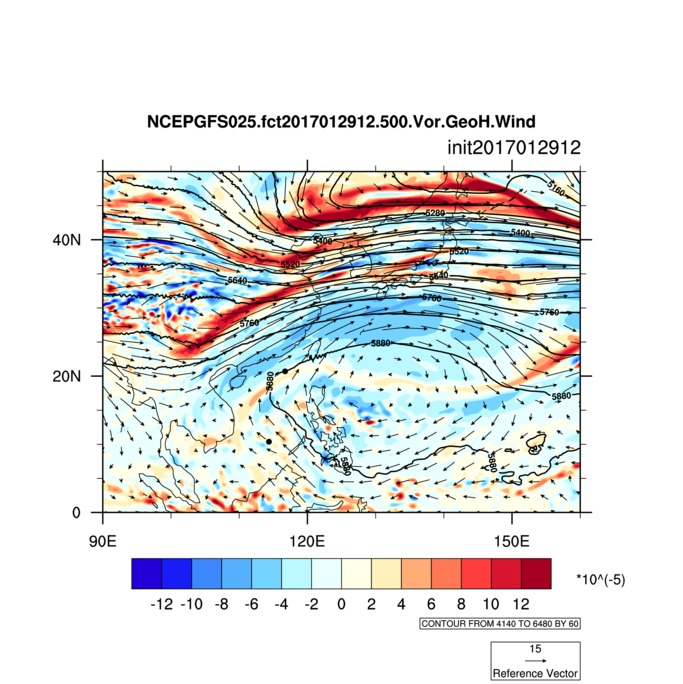 NCEPGFS025.fct2017012912.500.Vor.GeoH.Wind
init2017012912
5160
5280
40N
5400
5400
5520
5520
5640
5640
5760
5760
5760
5880
20N
5880
5880
5880
5880
0
90E 120E 150E
-12 -10 -8 -6 -4 -2 0 2 4 6 8 10 12
*10^(-5)
CONTOUR FROM 4140 TO 6480 BY 60
15
Reference Vector